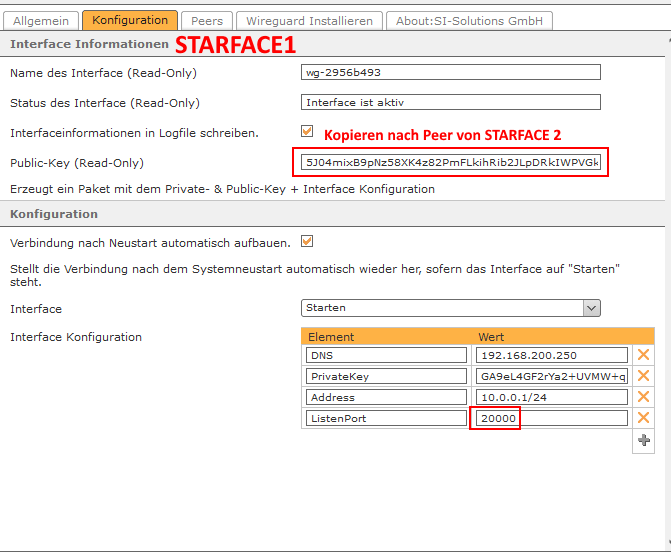 Allgemein Konfiguration Peers Wireguard Installieren About:SI-Solutions GmbH
Interface Informationen STARFACE1
Name des Interface (Read-Only) wg-2956b493
Status des Interface (Read-Only) Interface ist aktiv
Interfaceinformationen in Logfile schreiben. Kopieren nach Peer von STARFACE 2
Public-Key (Read-Only) 5J04mixB9pNz58XK4z82PmFLkihRib2JLpDRkIWPVGk
Erzeugt ein Paket mit dem Private- & Public-Key + Interface Konfiguration
Konfiguration
Verbindung nach Neustart automatisch aufbauen.
Stellt die Verbindung nach dem Systemneustart automatisch wieder her, sofern das Interface auf "Starten"
steht.
Interface Starten
Interface Konfiguration Element Wert
DNS 192.168.200.250
PrivateKey GA9eL4GF2rYa2+UVMW+q
Address 10.0.0.1/24
ListenPort 20000